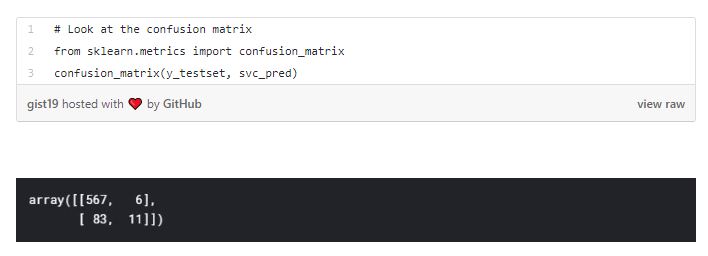 1 # Look at the confusion matrix
2 from sklearn.metrics import confusion_matrix
3 confusion_matrix(y_testset, svc_pred)
gist19 hosted with ❤ by GitHub view raw
array([[567, 6],
[ 83, 11]])